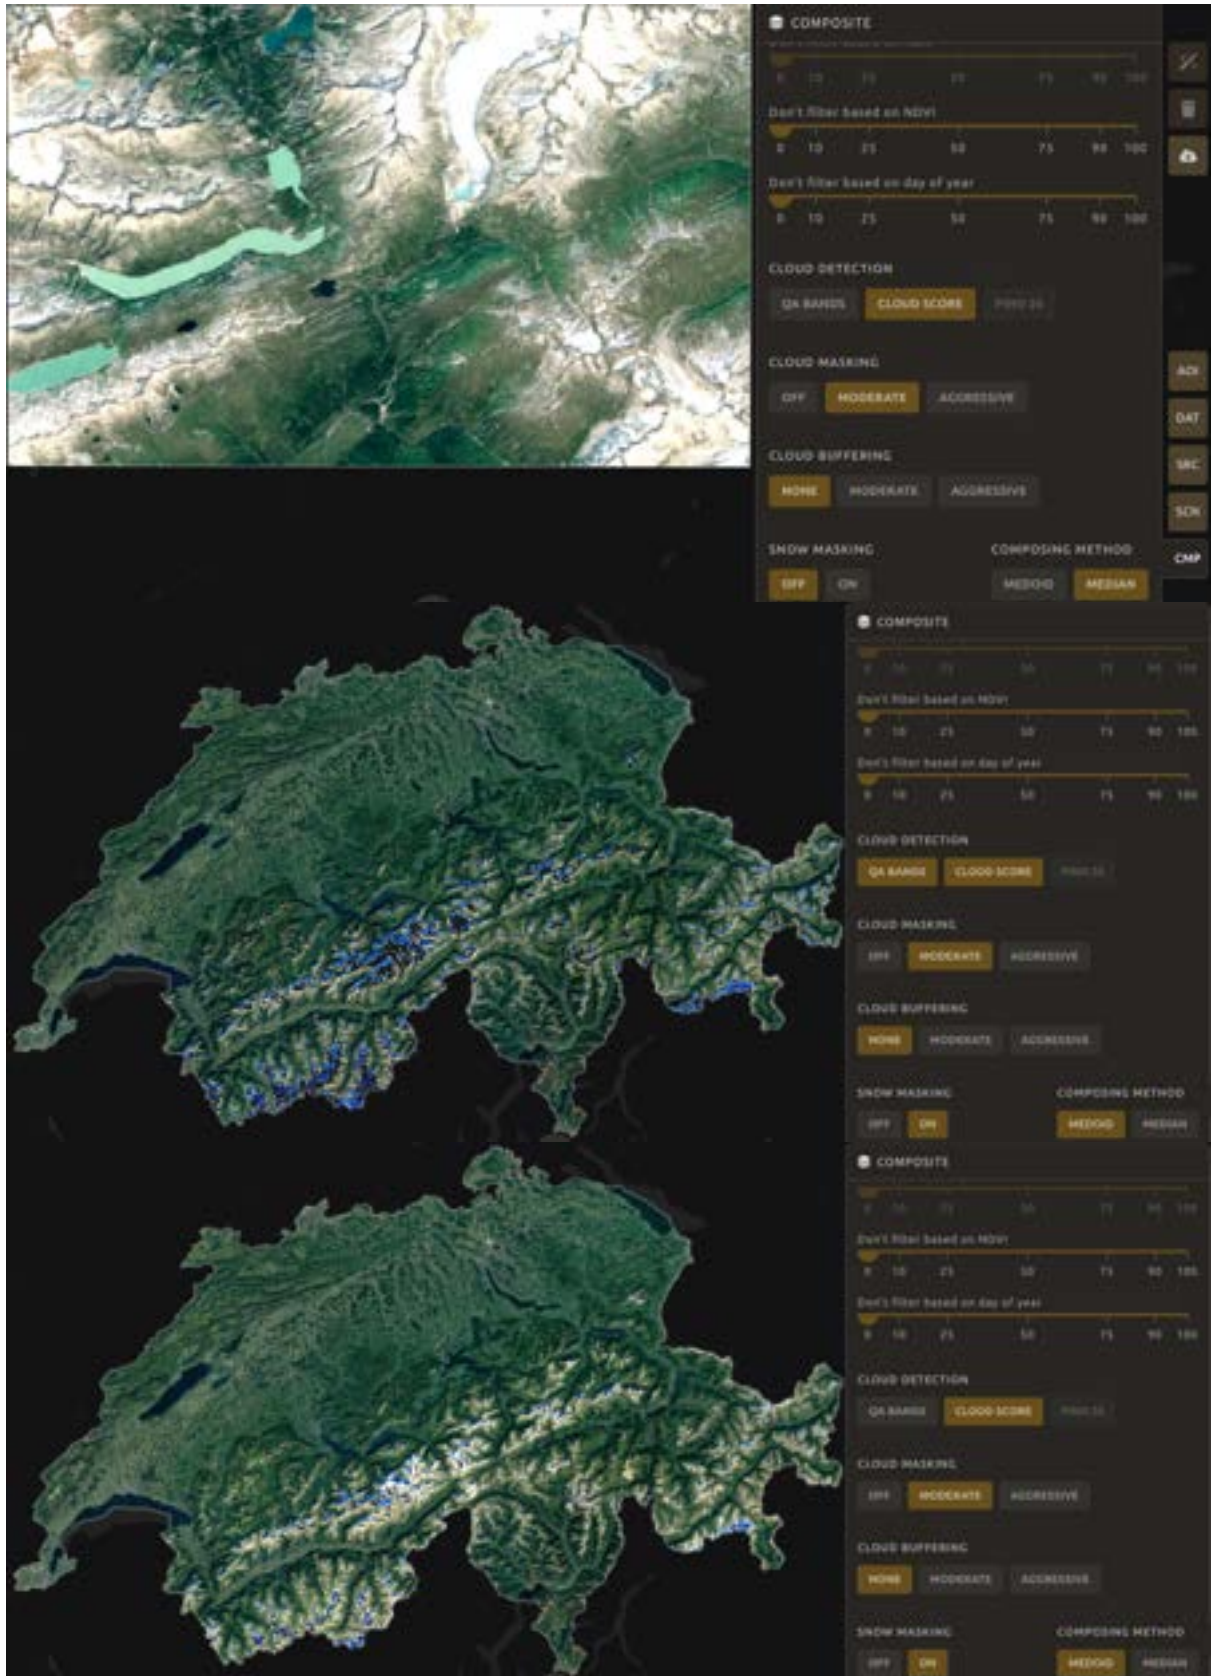 COMPOSITE
Don't filter based on NDVI
0 10 25 50 75 90 100
Don't filter based on day of year
0 10 25 50 75 90 100
CLOUD DETECTION
QA BANDS CLOUD SCORE
CLOUD MASKING
OFF MODERATE AGGRESSIVE
CLOUD BUFFERING
NONE MODERATE AGGRESSIVE
SNOW MASKING COMPOSING METHOD
OFF ON MEDOID MEDIAN
AOI
DAT
SRC
SCN
CMP
COMPOSITE
Don't filter based on NDVI
0 10 25 50 75 90 100
Don't filter based on day of year
0 10 25 50 75 90 100
CLOUD DETECTION
QA BANDS CLOUD SCORE
CLOUD MASKING
OFF MODERATE AGGRESSIVE
CLOUD BUFFERING
NONE MODERATE AGGRESSIVE
SNOW MASKING COMPOSING METHOD
OFF ON MEDOID MEDIAN
COMPOSITE
Don't filter based on NDVI
0 10 25 50 75 90 100
Don't filter based on day of year
0 10 25 50 75 90 100
CLOUD DETECTION
QA BANDS CLOUD SCORE
CLOUD MASKING
OFF MODERATE AGGRESSIVE
CLOUD BUFFERING
NONE MODERATE AGGRESSIVE
SNOW MASKING COMPOSING METHOD
OFF ON MEDOID MEDIAN